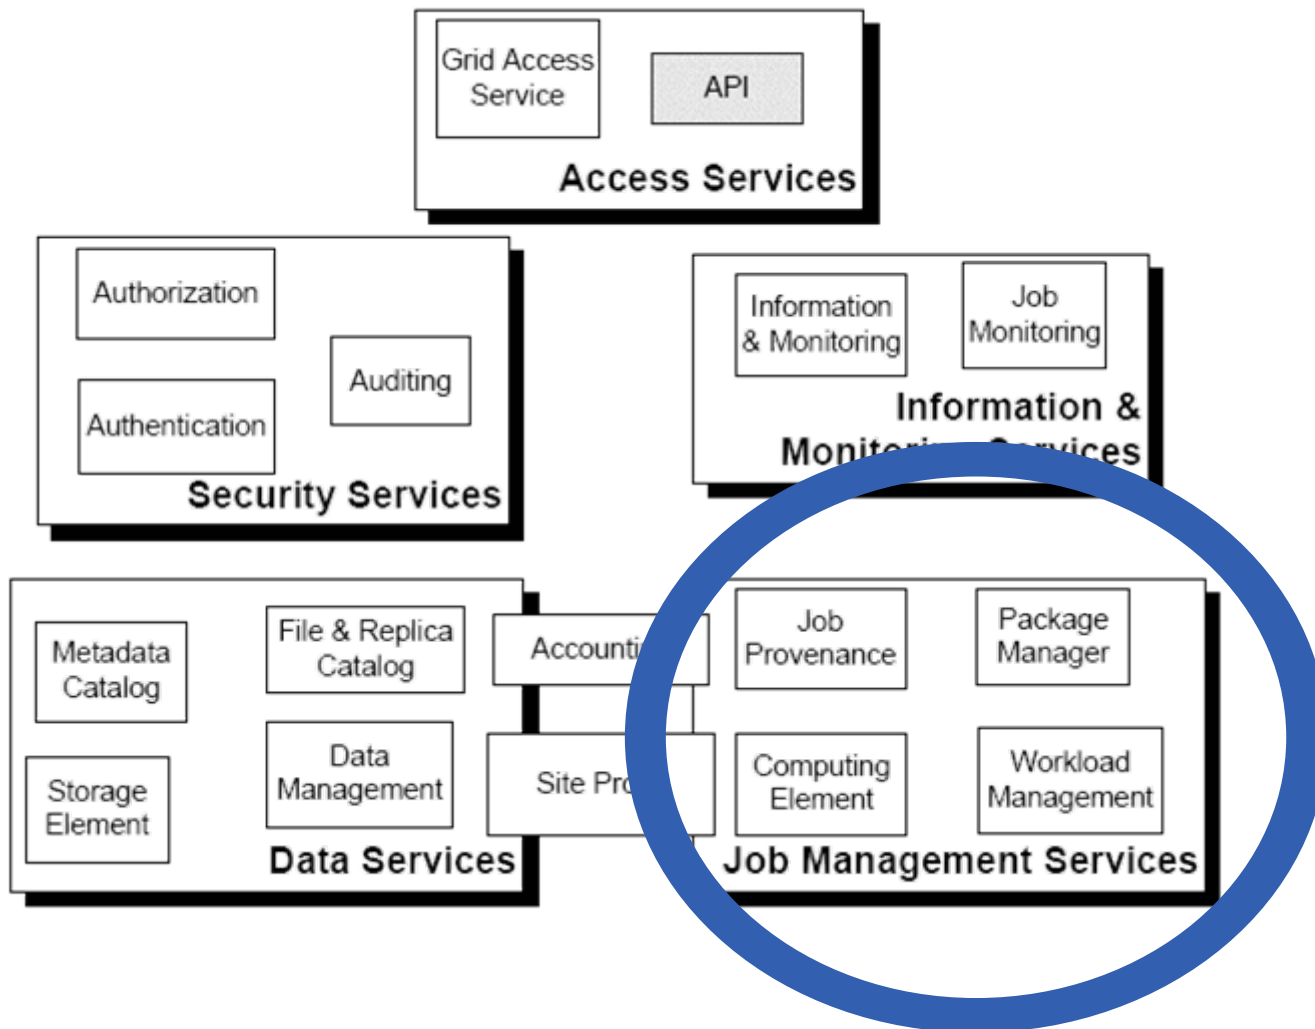 Grid Access
Service
API
Access Services
Authorization
Auditing
Authentication
Security Services
Information
& Monitoring
Job
Monitoring
Information &
Services
Metadata
Catalog
File & Replica
Catalog
Storage
Element
Data
Management
Data Services
Site
Job
Provenance
Package
Manager
Computing
Element
Workload
Management
Job Management Services